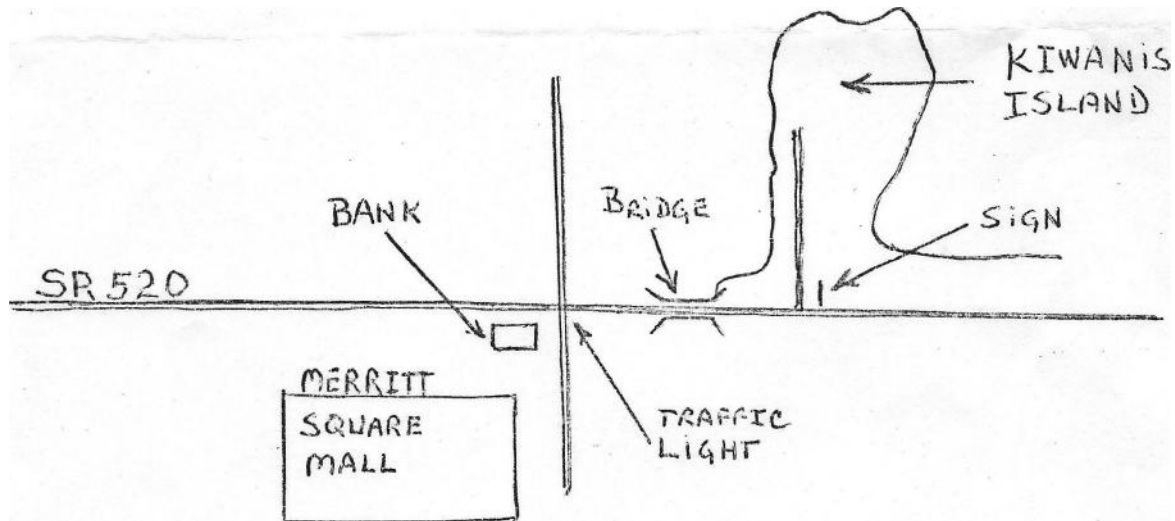 KIWANIS
ISLAND
BRIDGE
BANK
SIGN
SR 520
MERRITT
SQUARE
MALL
TRAFFIC
LIGHT